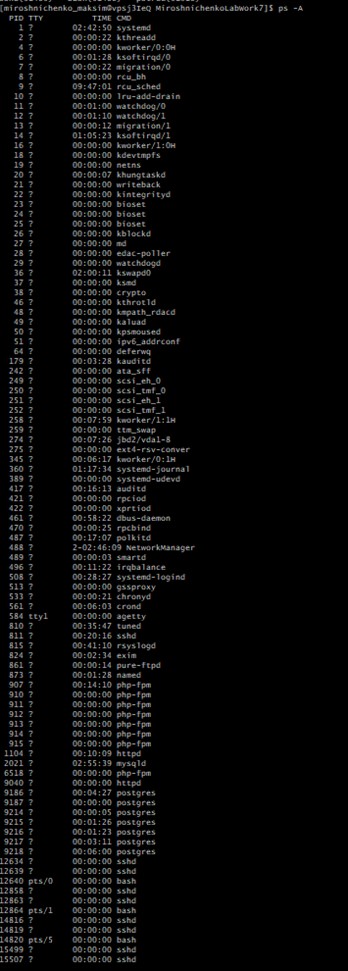 [miroshnichenko_maksim0vpsj3IeQ MiroshnichenkoLabwork7]$ ps -A
PID TTY TIME CMD
1 ? 02:42:50 systemd
2 ? 00:00:22 kthreadd
4 ? 00:00:00 kworker/0:0H
6 ? 00:01:28 ksoftirqd/0
7 ? 00:00:22 migration/0
8 ? 00:00:00 rcu_bh
9 ? 09:47:01 rcu_sched
10 ? 00:00:00 lru-add-drain
11 ? 00:01:00 watchdog/0
12 ? 00:01:10 watchdog/1
13 ? 00:00:12 migration/1
14 ? 01:05:23 ksoftirqd/1
16 ? 00:00:00 kworker/1:0H
18 ? 00:00:00 kdevtmpfs
19 ? 00:00:00 netns
20 ? 00:00:07 khungtaskd
21 ? 00:00:00 writeback
22 ? 00:00:00 kintegrityd
23 ? 00:00:00 bioset
24 ? 00:00:00 bioset
25 ? 00:00:00 bioset
26 ? 00:00:00 kblockd
27 ? 00:00:00 md
28 ? 00:00:00 edac-poller
29 ? 00:00:00 watchdogd
36 ? 02:00:11 kswapd0
37 ? 00:00:00 ksmd
38 ? 00:00:00 crypto
46 ? 00:00:00 kthrotld
48 ? 00:00:00 kmpath_rdacd
49 ? 00:00:00 kaluad
50 ? 00:00:00 kpsmoused
51 ? 00:00:00 ipv6_addrconf
64 ? 00:00:00 deferwq
179 ? 00:03:28 kauditd
242 ? 00:00:00 ata_sff
249 ? 00:00:00 scsi_eh_0
250 ? 00:00:00 scsi_tmf_0
251 ? 00:00:00 scsi_eh_1
252 ? 00:00:00 scsi_tmf_1
258 ? 00:07:59 kworker/1:1H
259 ? 00:00:00 ttm_swap
274 ? 00:07:26 jbd2/vda1-8
275 ? 00:00:00 ext4-rsv-conver
345 ? 00:06:17 kworker/0:1H
360 ? 01:17:34 systemd-journal
389 ? 00:00:00 systemd-udevd
417 ? 00:16:13 auditd
421 ? 00:00:00 rpciod
422 ? 00:00:00 xprtiod
461 ? 00:58:22 dbus-daemon
470 ? 00:00:25 rpcbind
487 ? 00:17:07 polkitd
488 ? 2-02:46:09 NetworkManager
489 ? 00:00:03 smartd
496 ? 00:11:22 irqbalance
508 ? 00:28:27 systemd-logind
513 ? 00:00:00 gssproxy
533 ? 00:00:21 chronyd
561 ? 00:06:03 crond
584 tty1 00:00:00 agetty
810 ? 00:35:47 tuned
811 ? 00:20:16 sshd
815 ? 00:41:10 rsyslogd
824 ? 00:02:34 exim
861 ? 00:00:14 pure-ftpd
873 ? 00:01:28 named
907 ? 00:14:10 php-fpm
910 ? 00:00:00 php-fpm
911 ? 00:00:00 php-fpm
912 ? 00:00:00 php-fpm
913 ? 00:00:00 php-fpm
914 ? 00:00:00 php-fpm
915 ? 00:00:00 php-fpm
1104 ? 00:10:09 httpd
2021 ? 02:55:39 mysqld
6518 ? 00:00:00 php-fpm
9040 ? 00:00:00 httpd
9186 ? 00:04:27 postgres
9187 ? 00:00:00 postgres
9214 ? 00:00:05 postgres
9215 ? 00:01:26 postgres
9216 ? 00:01:23 postgres
9217 ? 00:03:11 postgres
9218 ? 00:06:00 postgres
12634 ? 00:00:00 sshd
12639 ? 00:00:00 sshd
12640 pts/0 00:00:00 bash
12858 ? 00:00:00 sshd
12863 ? 00:00:00 sshd
12864 pts/1 00:00:00 bash
14816 ? 00:00:00 sshd
14819 ? 00:00:00 sshd
14820 pts/5 00:00:00 bash
15499 ? 00:00:00 sshd
15507 ? 00:00:00 sshd